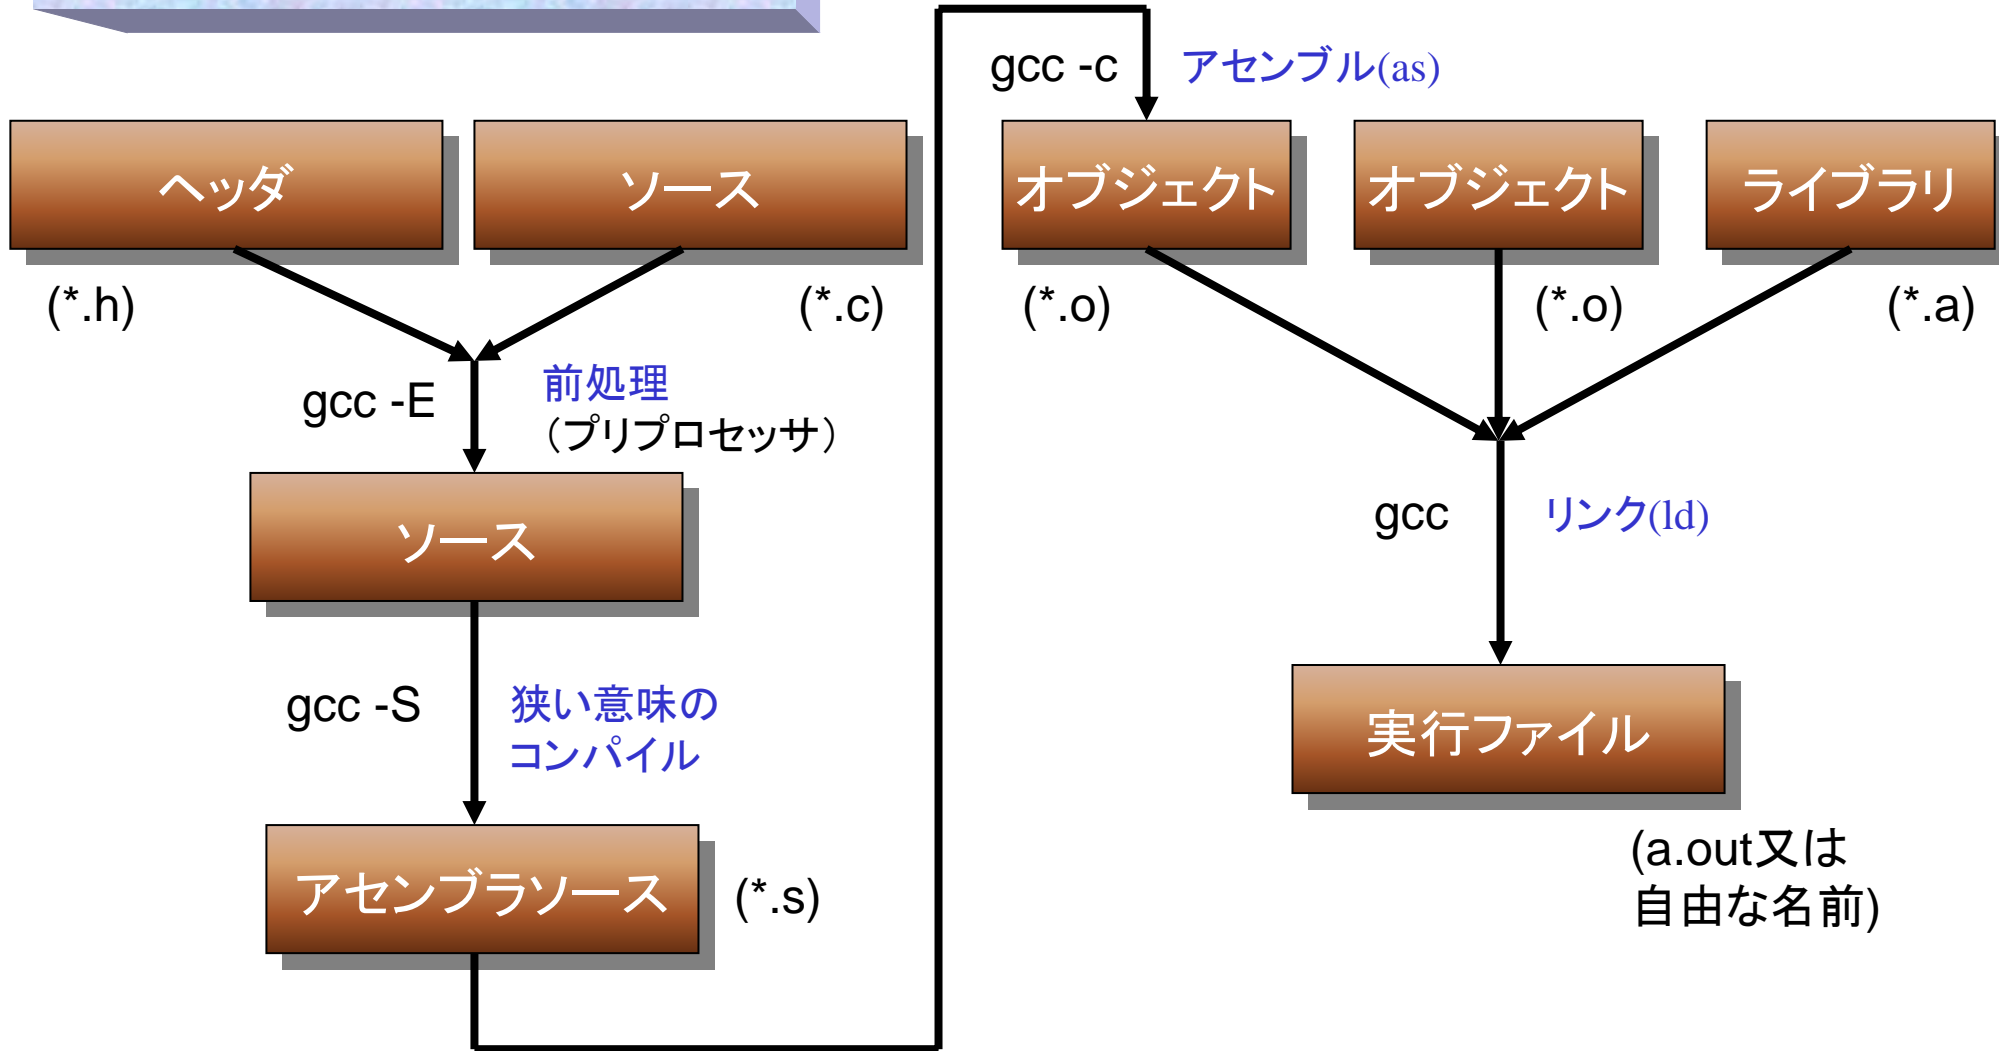 ヘッダ
(*.h)
ソース
(*.c)
gcc -E
前処理
（プリプロセッサ）
ソース
gcc -S
狭い意味の
コンパイル
アセンブラソース
(*.s)
gcc -c
アセンブル(as)
オブジェクト
(*.o)
オブジェクト
(*.o)
ライブラリ
(*.a)
gcc
リンク(ld)
実行ファイル
(a.out又は
自由な名前)